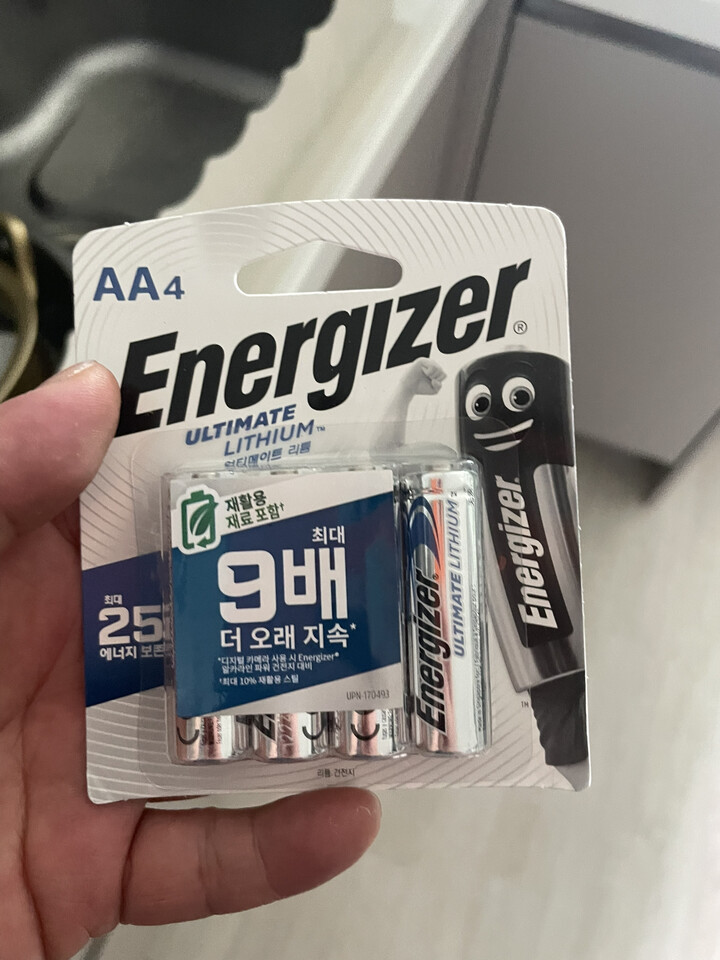 AA4
Energizer®
ULTIMATE
LITHIUM™
얼티메이트 리튬
재활용
재료 포함†
최대
9배
더 오래 지속*
*디지털 카메라 사용 시 Energizer®
알카라인 파워 건전지 대비
†최대 10% 재활용 스틸
UPN-170493
최대
25
에너지 보존
Energizer
ULTIMATE LITHIUM™
Energizer.
TM
리튬 건전지